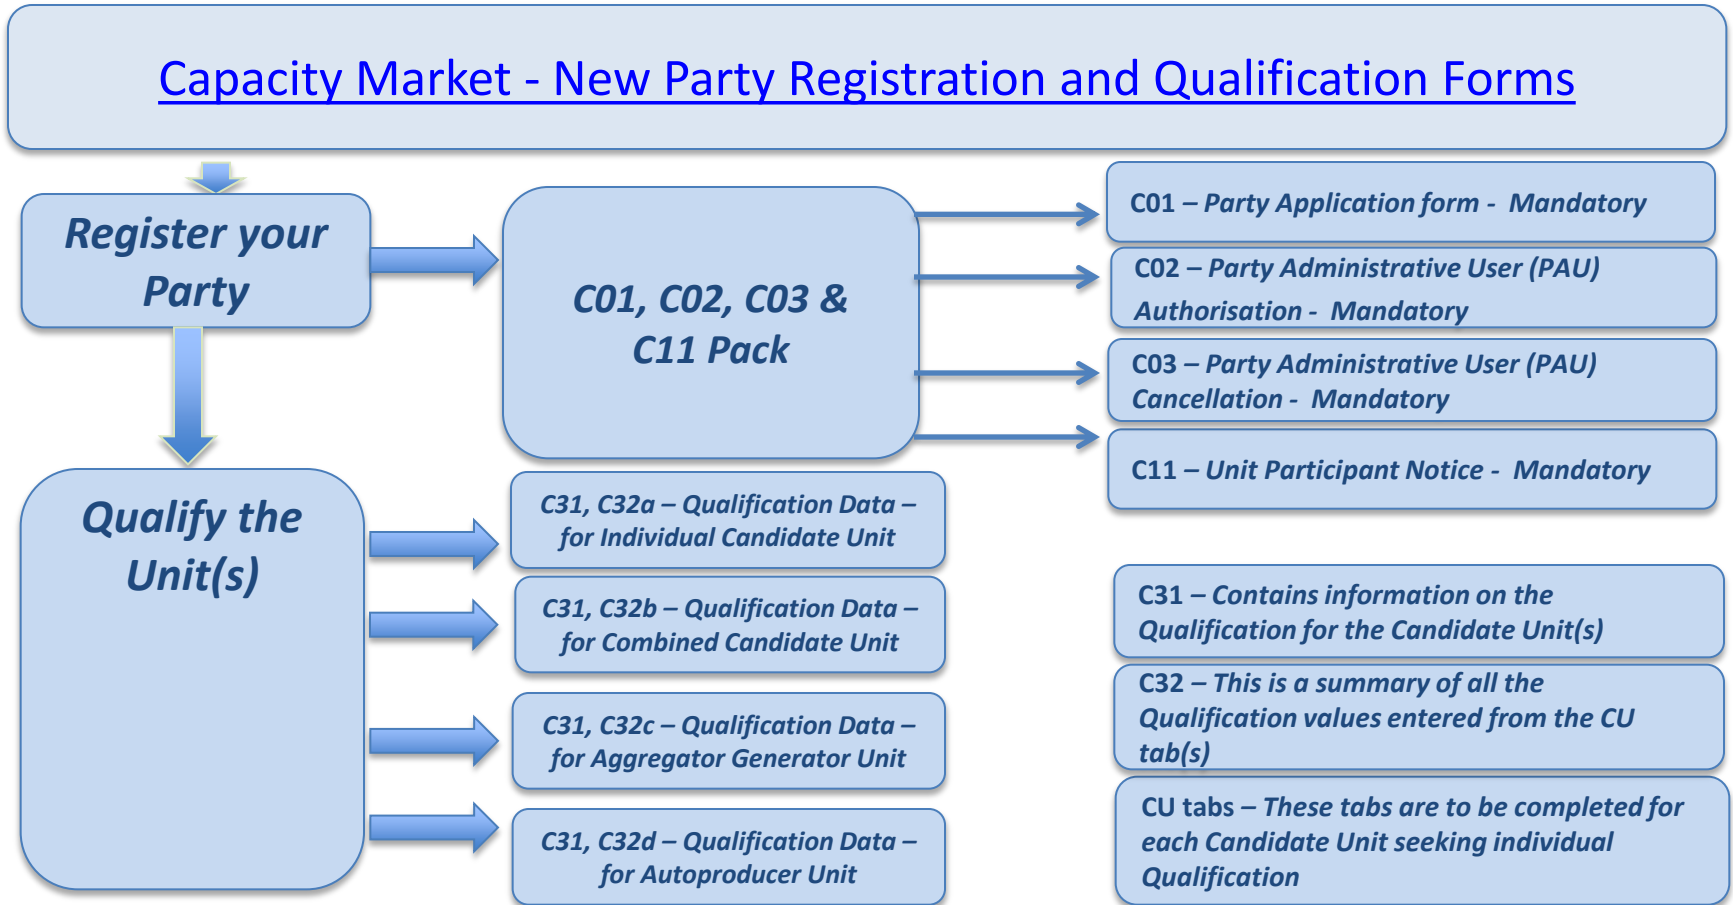 Capacity Market - New Party Registration and Qualification Forms
Register your
Party
C01, C02, C03 &
C11 Pack
C01 – Party Application form -  Mandatory
C02 – Party Administrative User (PAU)
Authorisation -  Mandatory
C03 – Party Administrative User (PAU)
Cancellation -  Mandatory
C11 – Unit Participant Notice -  Mandatory
Qualify the
Unit(s)
C31, C32a – Qualification Data –
for Individual Candidate Unit
C31, C32b – Qualification Data –
for Combined Candidate Unit
C31, C32c – Qualification Data –
for Aggregator Generator Unit
C31, C32d – Qualification Data –
for Autoproducer Unit
C31 – Contains information on the
Qualification for the Candidate Unit(s)
C32 – This is a summary of all the
Qualification values entered from the CU
tab(s)
CU tabs – These tabs are to be completed for
each Candidate Unit seeking individual
Qualification